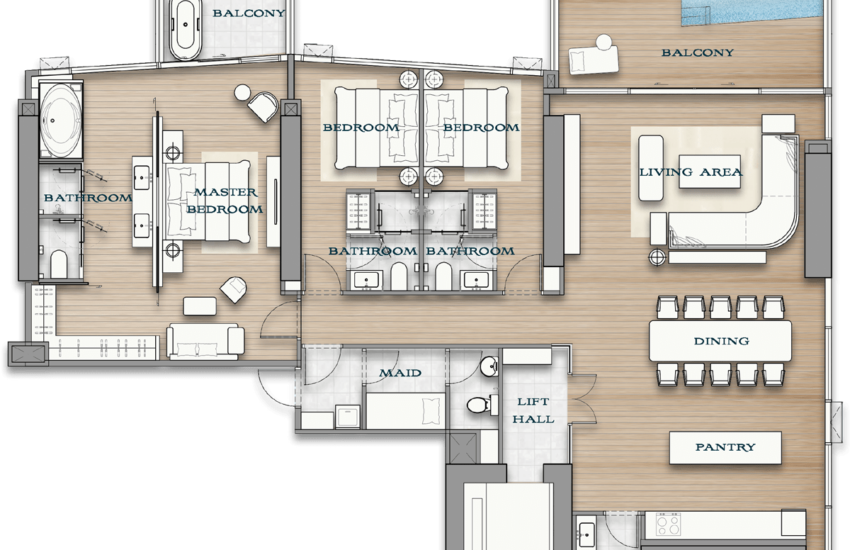 BALCONY
BALCONY
BEDROOM
BEDROOM
LIVING AREA
BATHROOM
MASTER
BEDROOM
BATHROOM
BATHROOM
DINING
MAID
LIFT
HALL
PANTRY